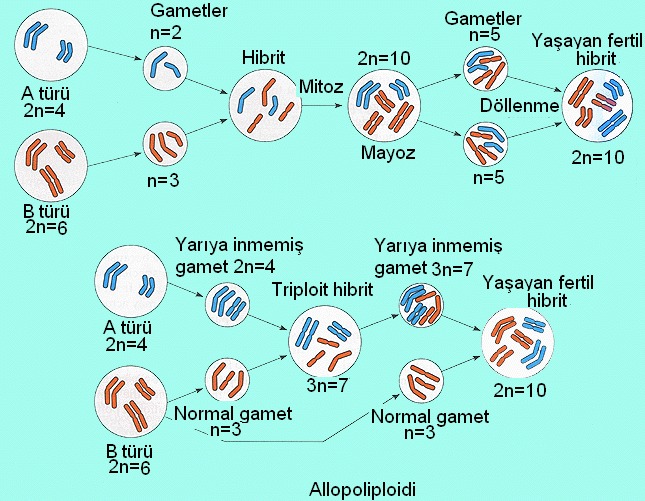 Gametler
n=2
A türü
2n=4
B türü
2n=6
n=3
Hibrit
Mitoz
2n=10
Mayoz
Gametler
n=5
n=5
Döllenme
Yaşayan fertil
hibrit
2n=10
A türü
2n=4
B türü
2n=6
Yarıya inmemiş
gamet 2n=4
Normal gamet
n=3
Triploit hibrit
3n=7
Yarıya inmemiş
gamet 3n=7
Normal gamet
n=3
Yaşayan fertil
hibrit
2n=10
Allopoliploidi